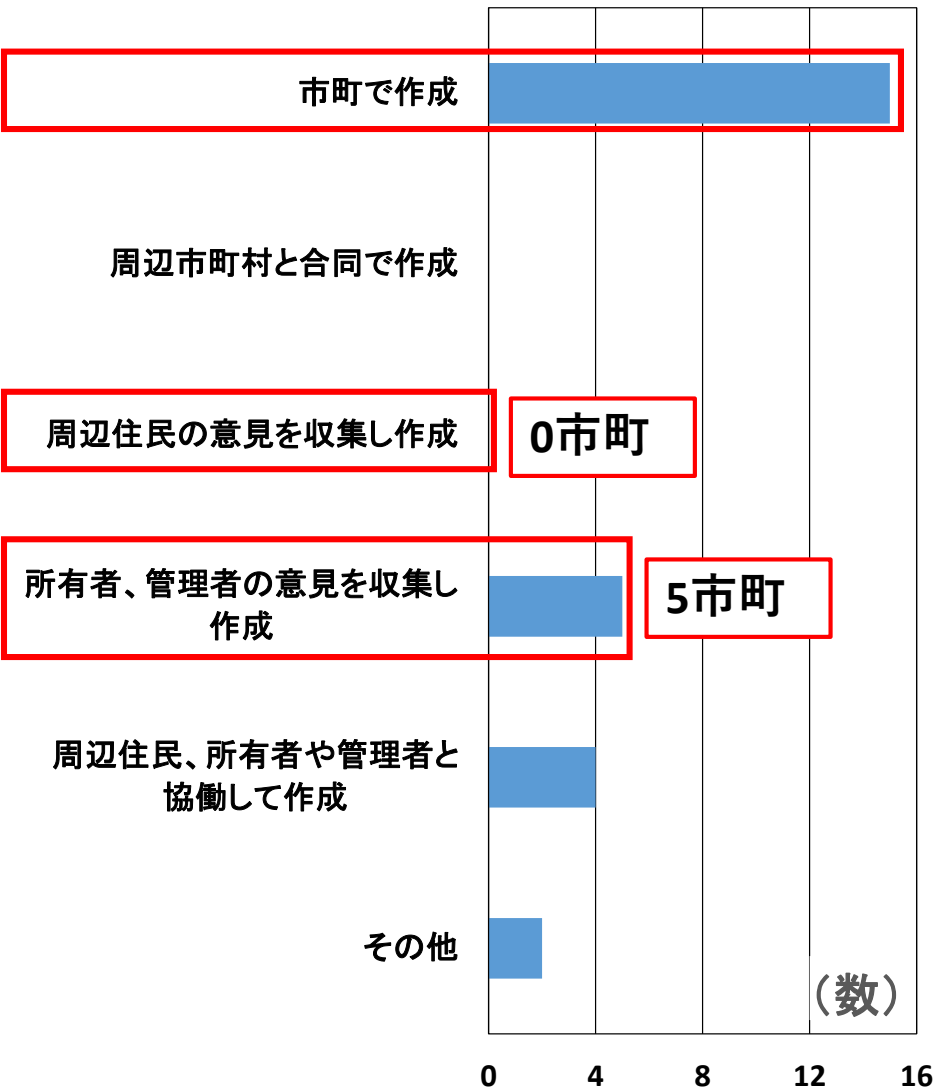 市町で作成
周辺市町村と合同で作成
周辺住民の意見を収集し作成
0市町
所有者、管理者の意見を収集し
作成
5市町
周辺住民、所有者や管理者と
協働して作成
その他
（数）
0 4 8 12 16